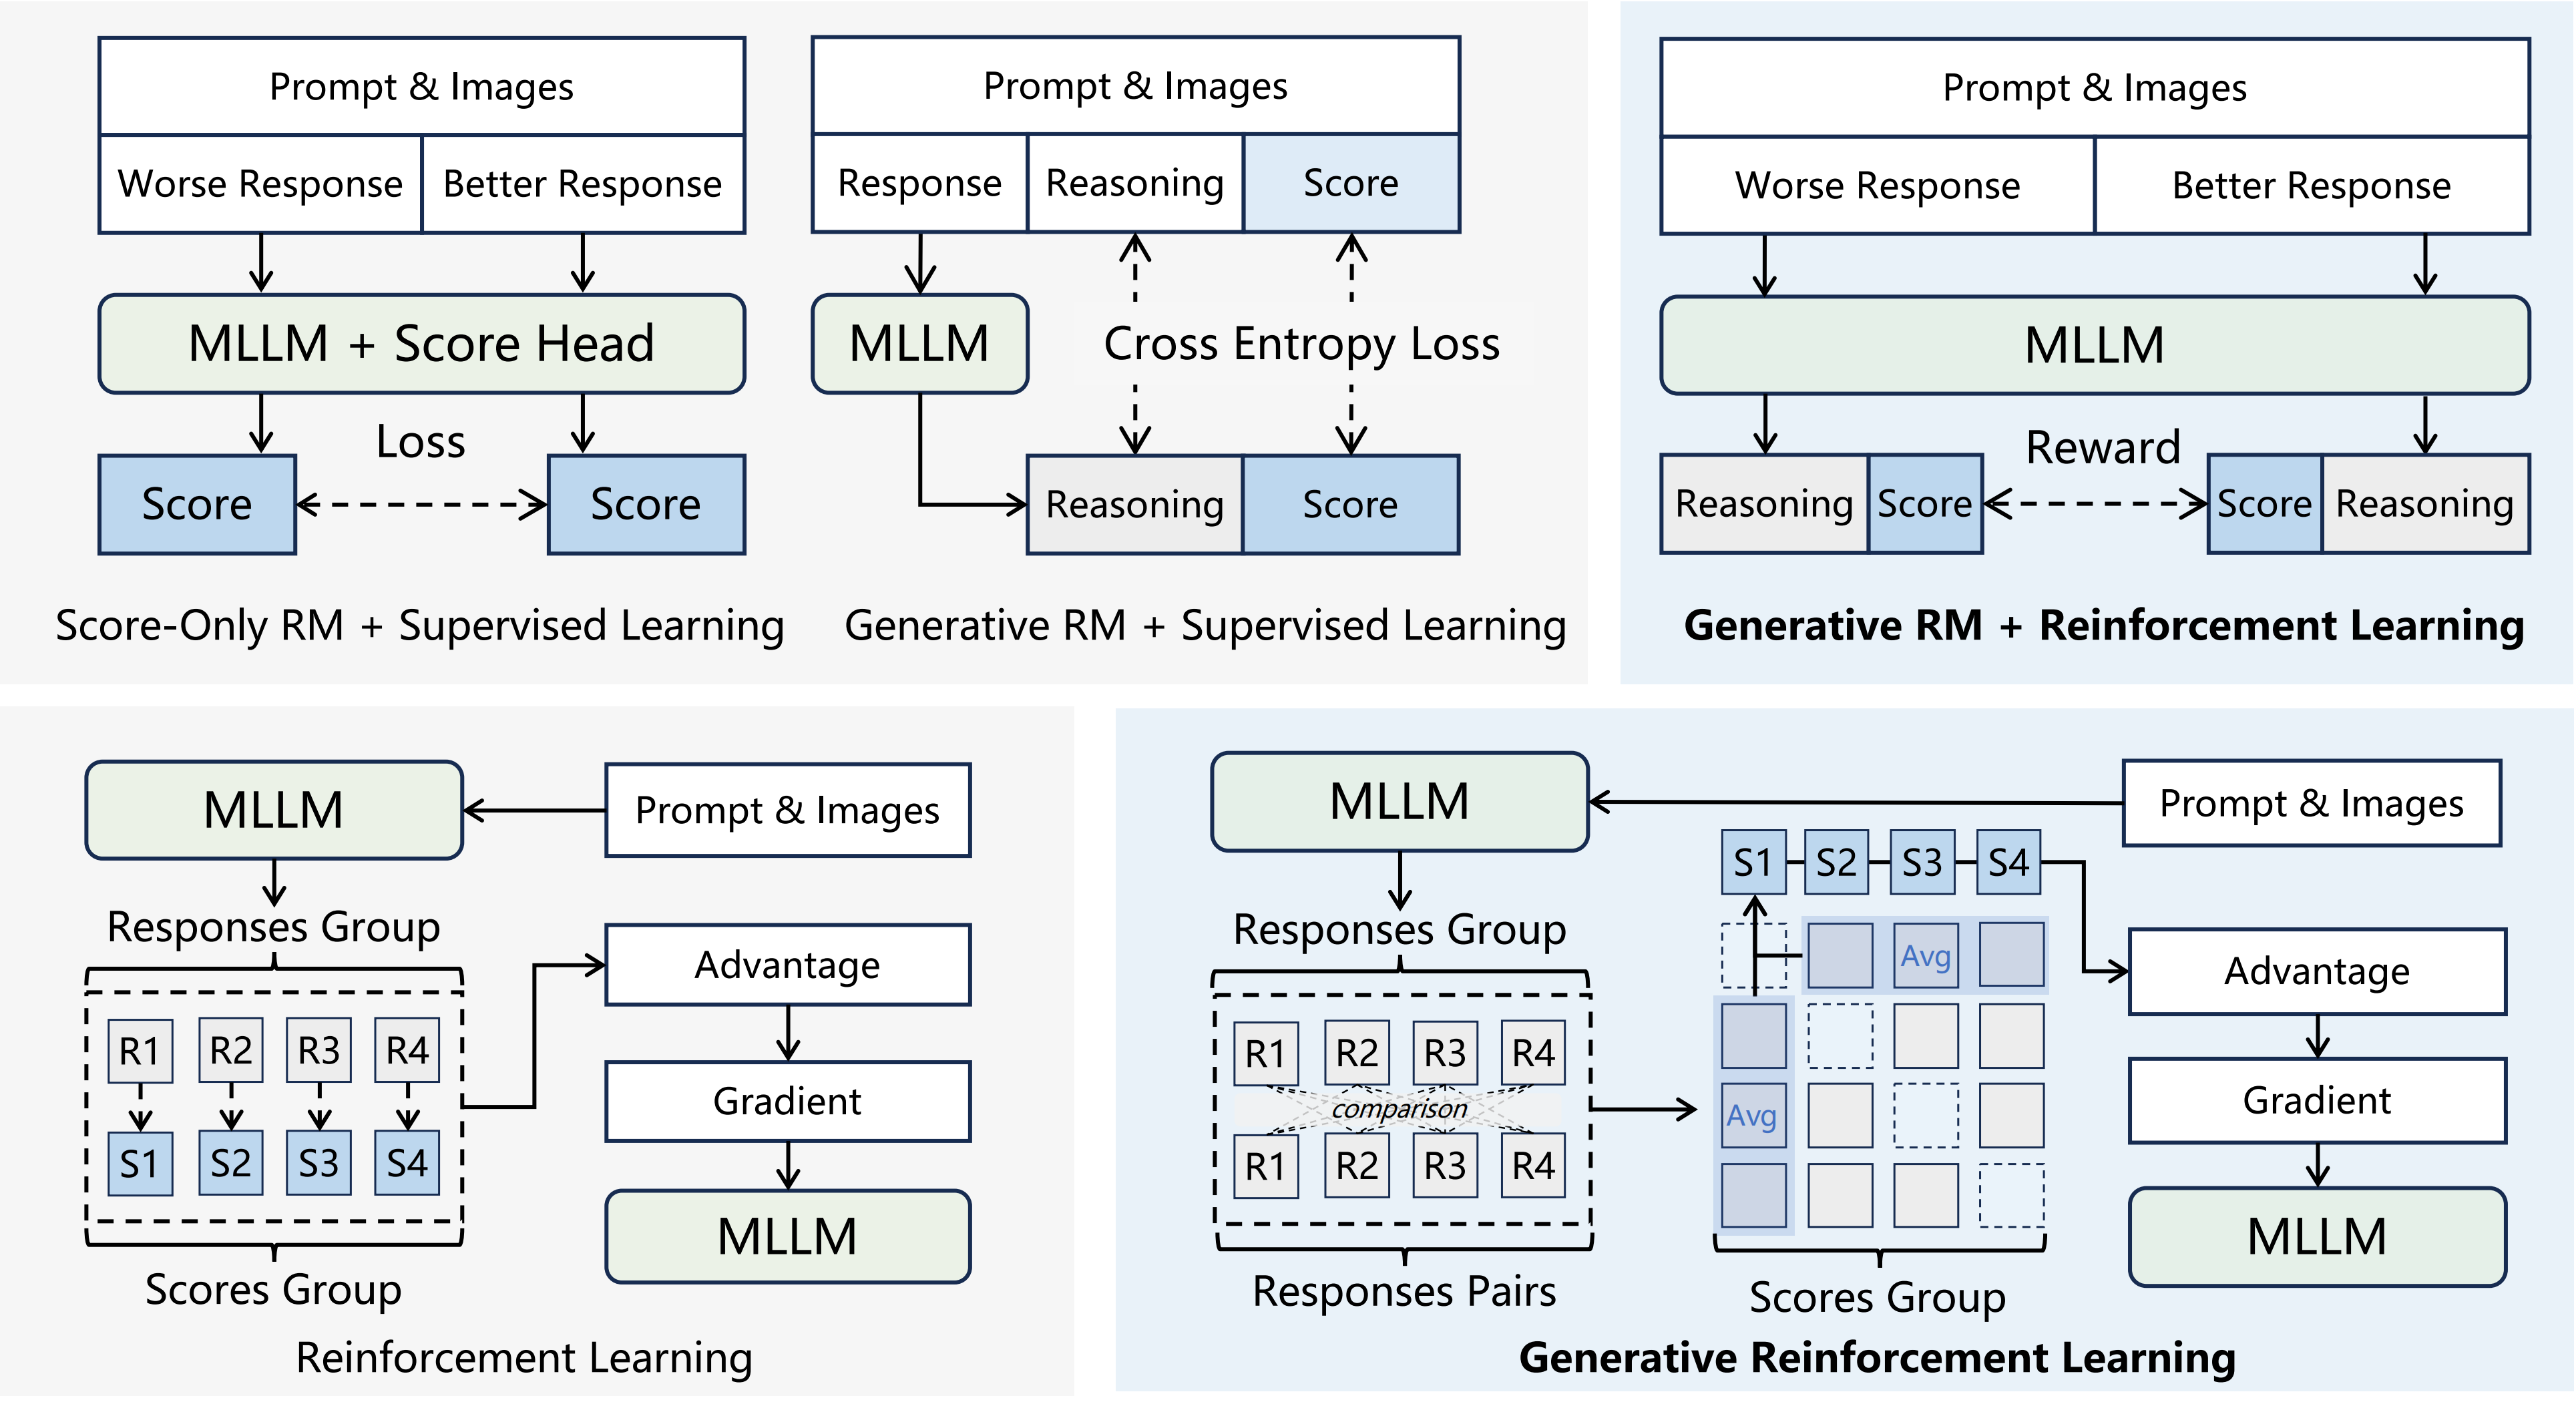 Prompt & Images
Worse Response
Better Response
MLLM + Score Head
Loss
Score
Score
Score-Only RM + Supervised Learning
Prompt & Images
Response
Reasoning
Score
MLLM
Cross Entropy Loss
Reasoning
Score
Generative RM + Supervised Learning
Prompt & Images
Worse Response
Better Response
MLLM
Reward
Reasoning
Score
Score
Reasoning
Generative RM + Reinforcement Learning
MLLM
Prompt & Images
Responses Group
R1
R2
R3
R4
S1
S2
S3
S4
Scores Group
Advantage
Gradient
MLLM
Reinforcement Learning
MLLM
Prompt & Images
Responses Group
R1
R2
R3
R4
comparison
R1
R2
R3
R4
Responses Pairs
S1
S2
S3
S4
Avg
Avg
Scores Group
Advantage
Gradient
MLLM
Generative Reinforcement Learning